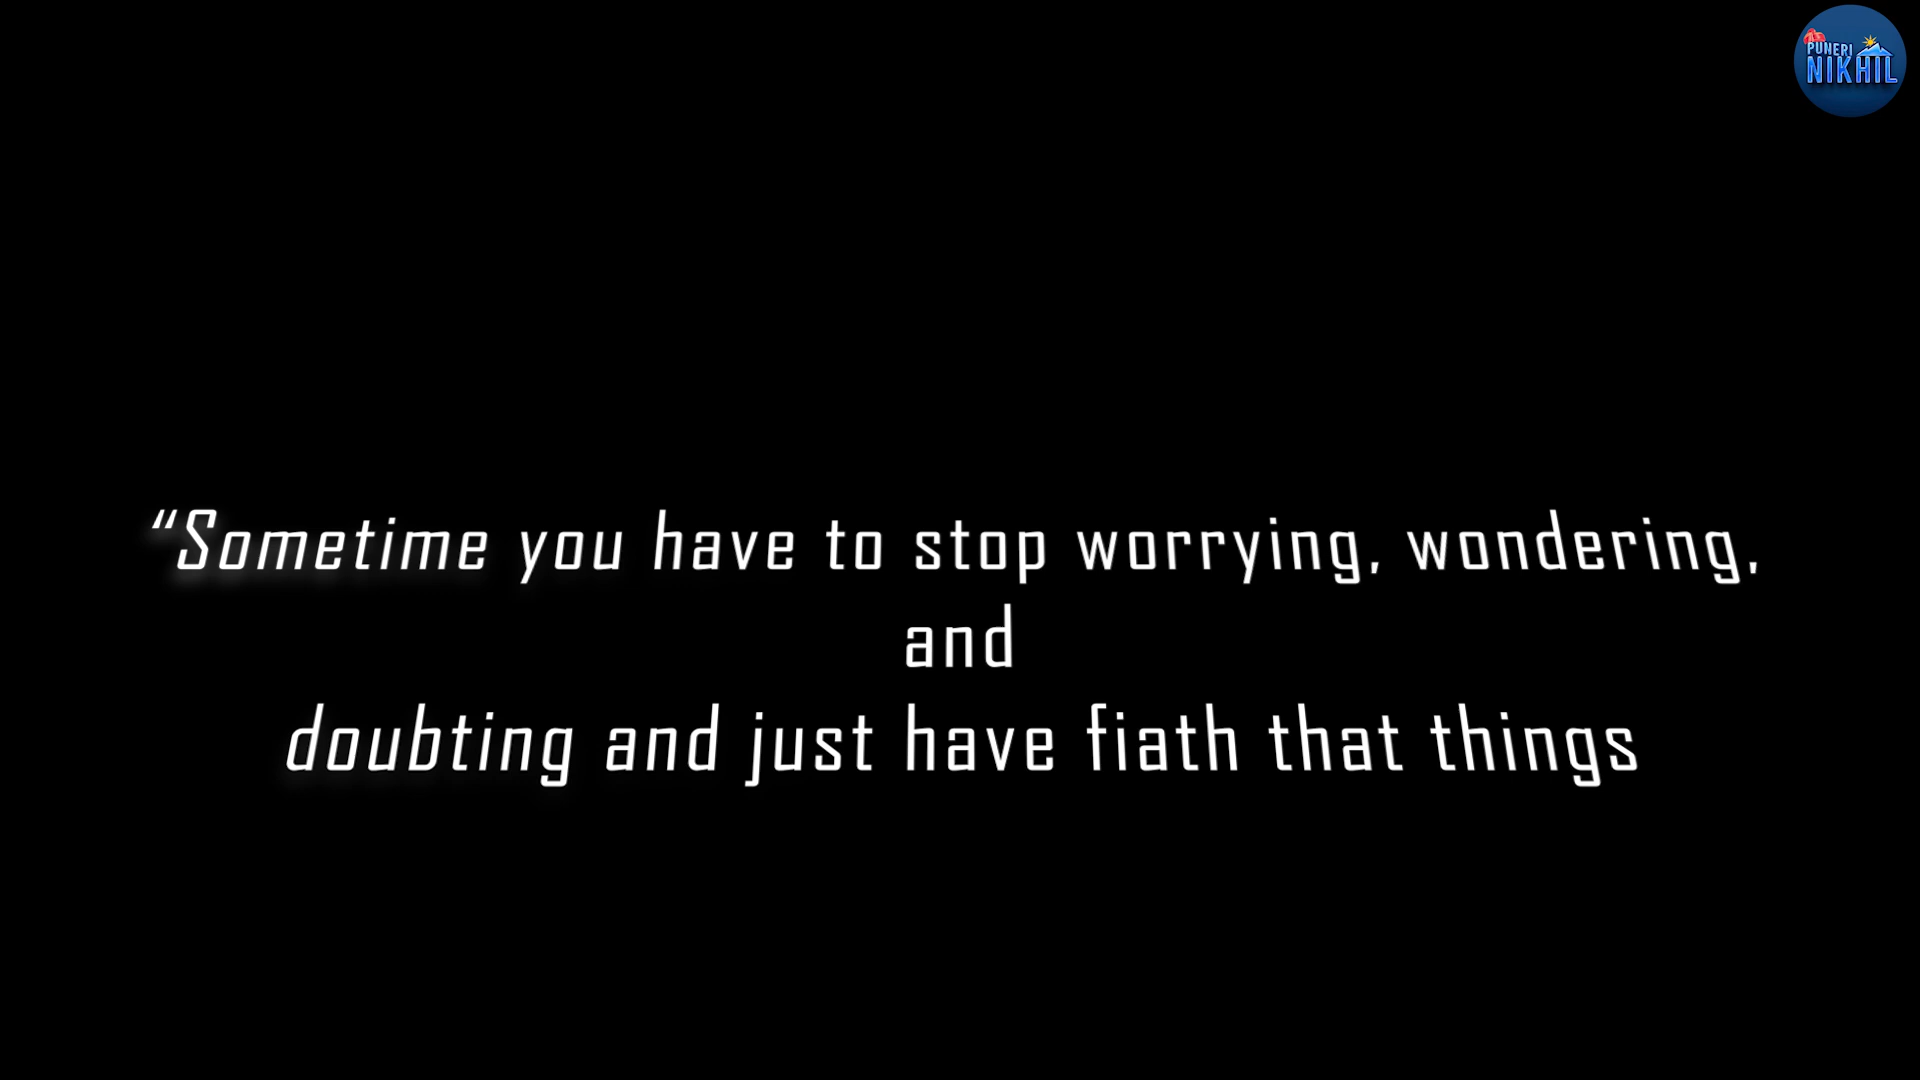 PUNERI
NIKHIL
“Sometime you have to stop worrying, wondering,
and
doubting and just have fiath that things